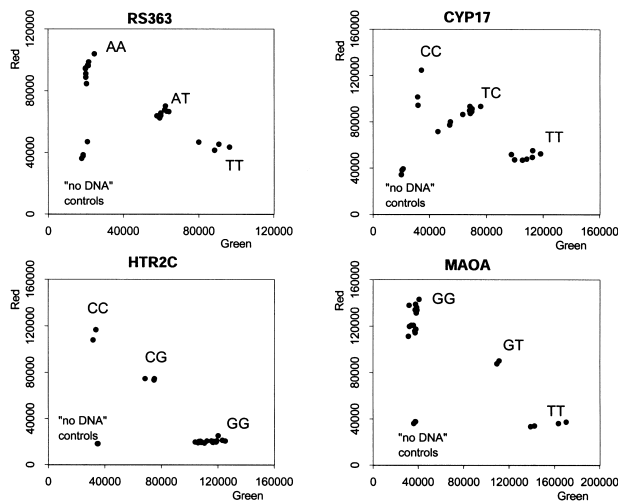 RS363
Red
120000
80000
40000
0
AA
AT
TT
"no DNA"
controls
0 40000 80000 120000
Green
CYP17
Red
160000
120000
80000
40000
0
CC
TC
TT
"no DNA"
controls
0 40000 80000 120000 160000
Green
HTR2C
Red
160000
120000
80000
40000
0
CC
CG
GG
"no DNA"
controls
0 40000 80000 120000 160000
Green
MAOA
Red
160000
120000
80000
40000
0
GG
GT
TT
"no DNA"
controls
0 40000 80000 120000 200000
Green